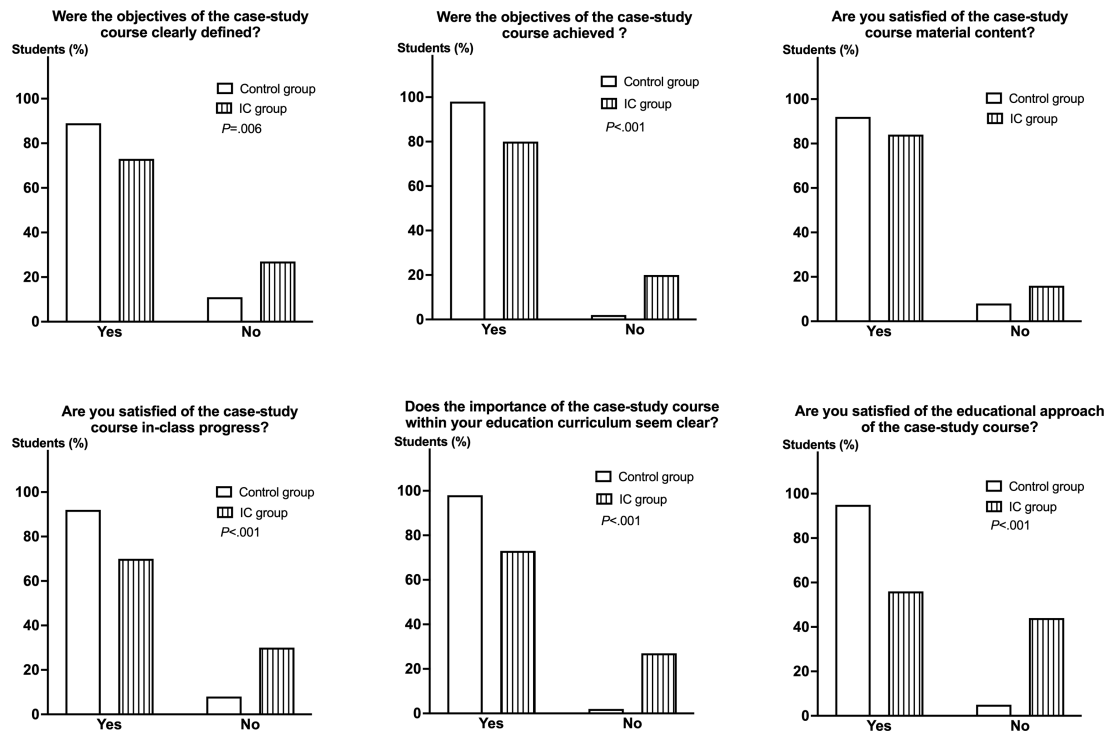 Were the objectives of the case-study
course clearly defined?
Students (%)
Control group
IC group
P=.006
100
80
60
40
20
0
Yes
No
Were the objectives of the case-study
course achieved ?
Students (%)
Control group
IC group
P<.001
100
80
60
40
20
0
Yes
No
Are you satisfied of the case-study
course material content?
Students (%)
Control group
IC group
100
80
60
40
20
0
Yes
No
Are you satisfied of the case-study
course in-class progress?
Students (%)
Control group
IC group
P<.001
100
80
60
40
20
0
Yes
No
Does the importance of the case-study course
within your education curriculum seem clear?
Students (%)
Control group
IC group
P<.001
100
80
60
40
20
0
Yes
No
Are you satisfied of the educational approach
of the case-study course?
Students (%)
Control group
IC group
P<.001
100
80
60
40
20
0
Yes
No